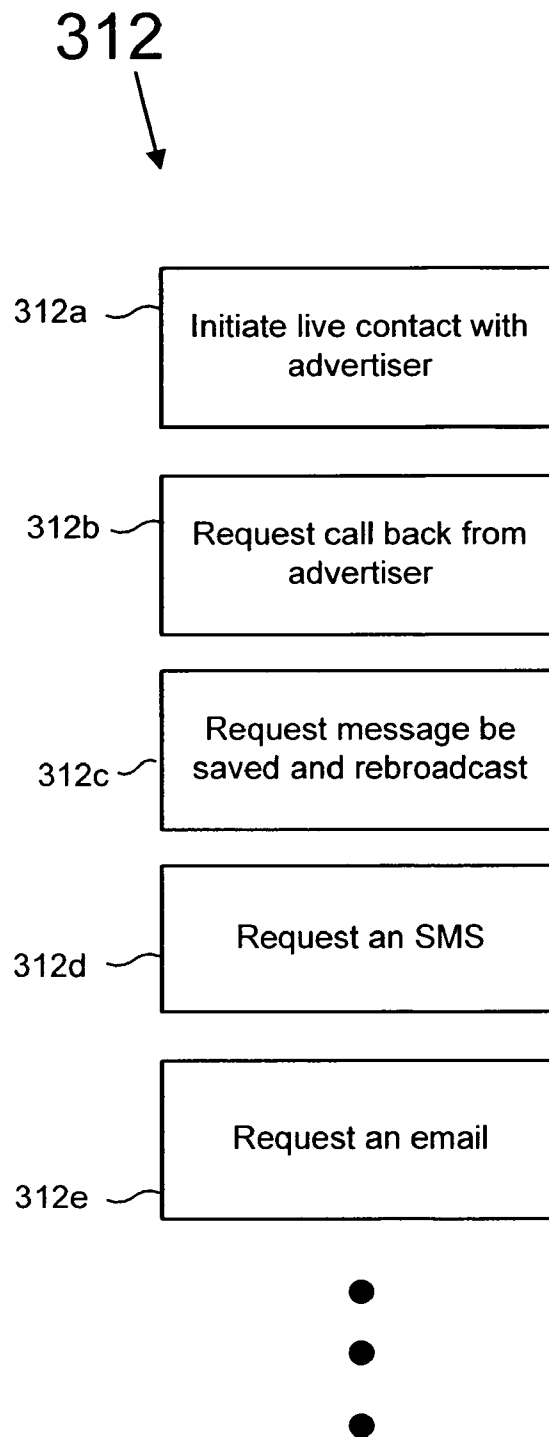 312
312a
Initiate live contact with
advertiser
312b
Request call back from
advertiser
312c
Request message be
saved and rebroadcast
312d
Request an SMS
312e
Request an email